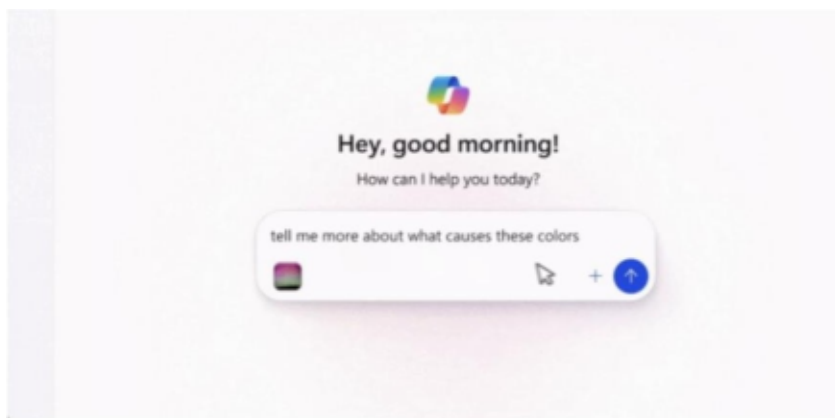 Hey, good morning!
How can I help you today?
tell me more about what causes these colors